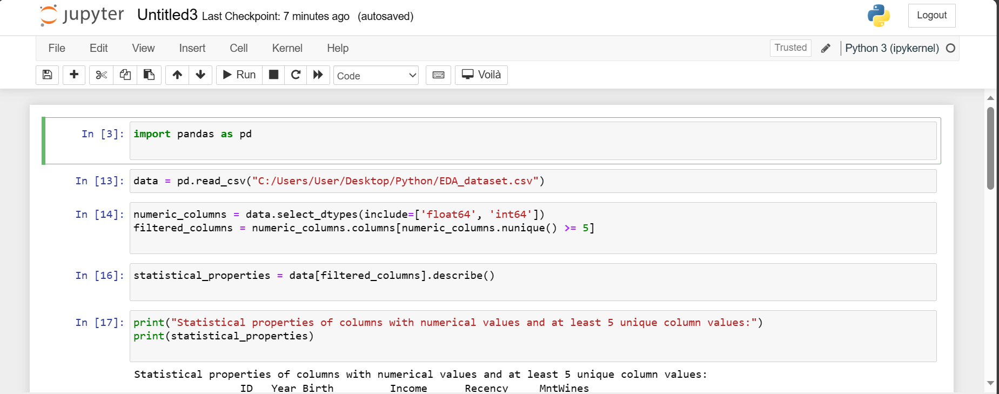 jupyter Untitled3 Last Checkpoint: 7 minutes ago (autosaved) Logout
File Edit View Insert Cell Kernel Help Trusted Python 3 (ipykernel)
Run Code Voilà
In [3]: import pandas as pd
In [13]: data = pd.read_csv("C:/Users/User/Desktop/Python/EDA_dataset.csv")
In [14]: numeric_columns = data.select_dtypes(include=['float64', 'int64'])
filtered_columns = numeric_columns.columns[numeric_columns.nunique() >= 5]
In [16]: statistical_properties = data[filtered_columns].describe()
In [17]: print("Statistical properties of columns with numerical values and at least 5 unique column values:")
print(statistical_properties)
Statistical properties of columns with numerical values and at least 5 unique column values:
ID Year Birth Income Recency MntWines